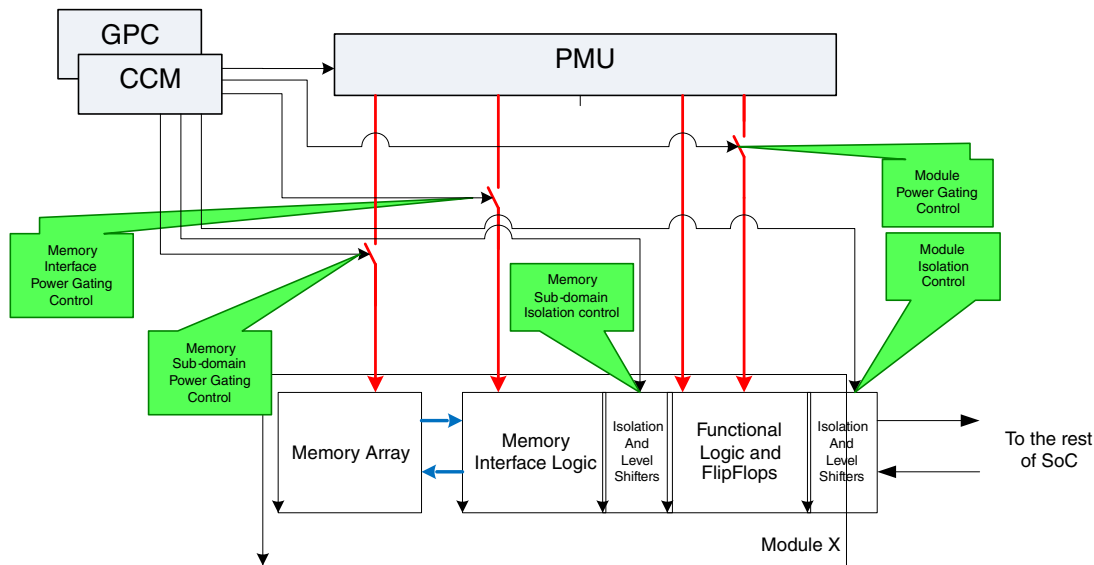 GPC
CCM
PMU
Module
Power Gating
Control
Memory
Interface
Power Gating
Control
Module
Isolation
Control
Memory
Sub-domain
Isolation control
Memory
Sub-domain
Power Gating
Control
Memory Array
Memory
Interface Logic
Isolation
And
Level
Shifters
Functional
Logic and
FlipFlops
Isolation
And
Level
Shifters
To the rest
of SoC
Module X